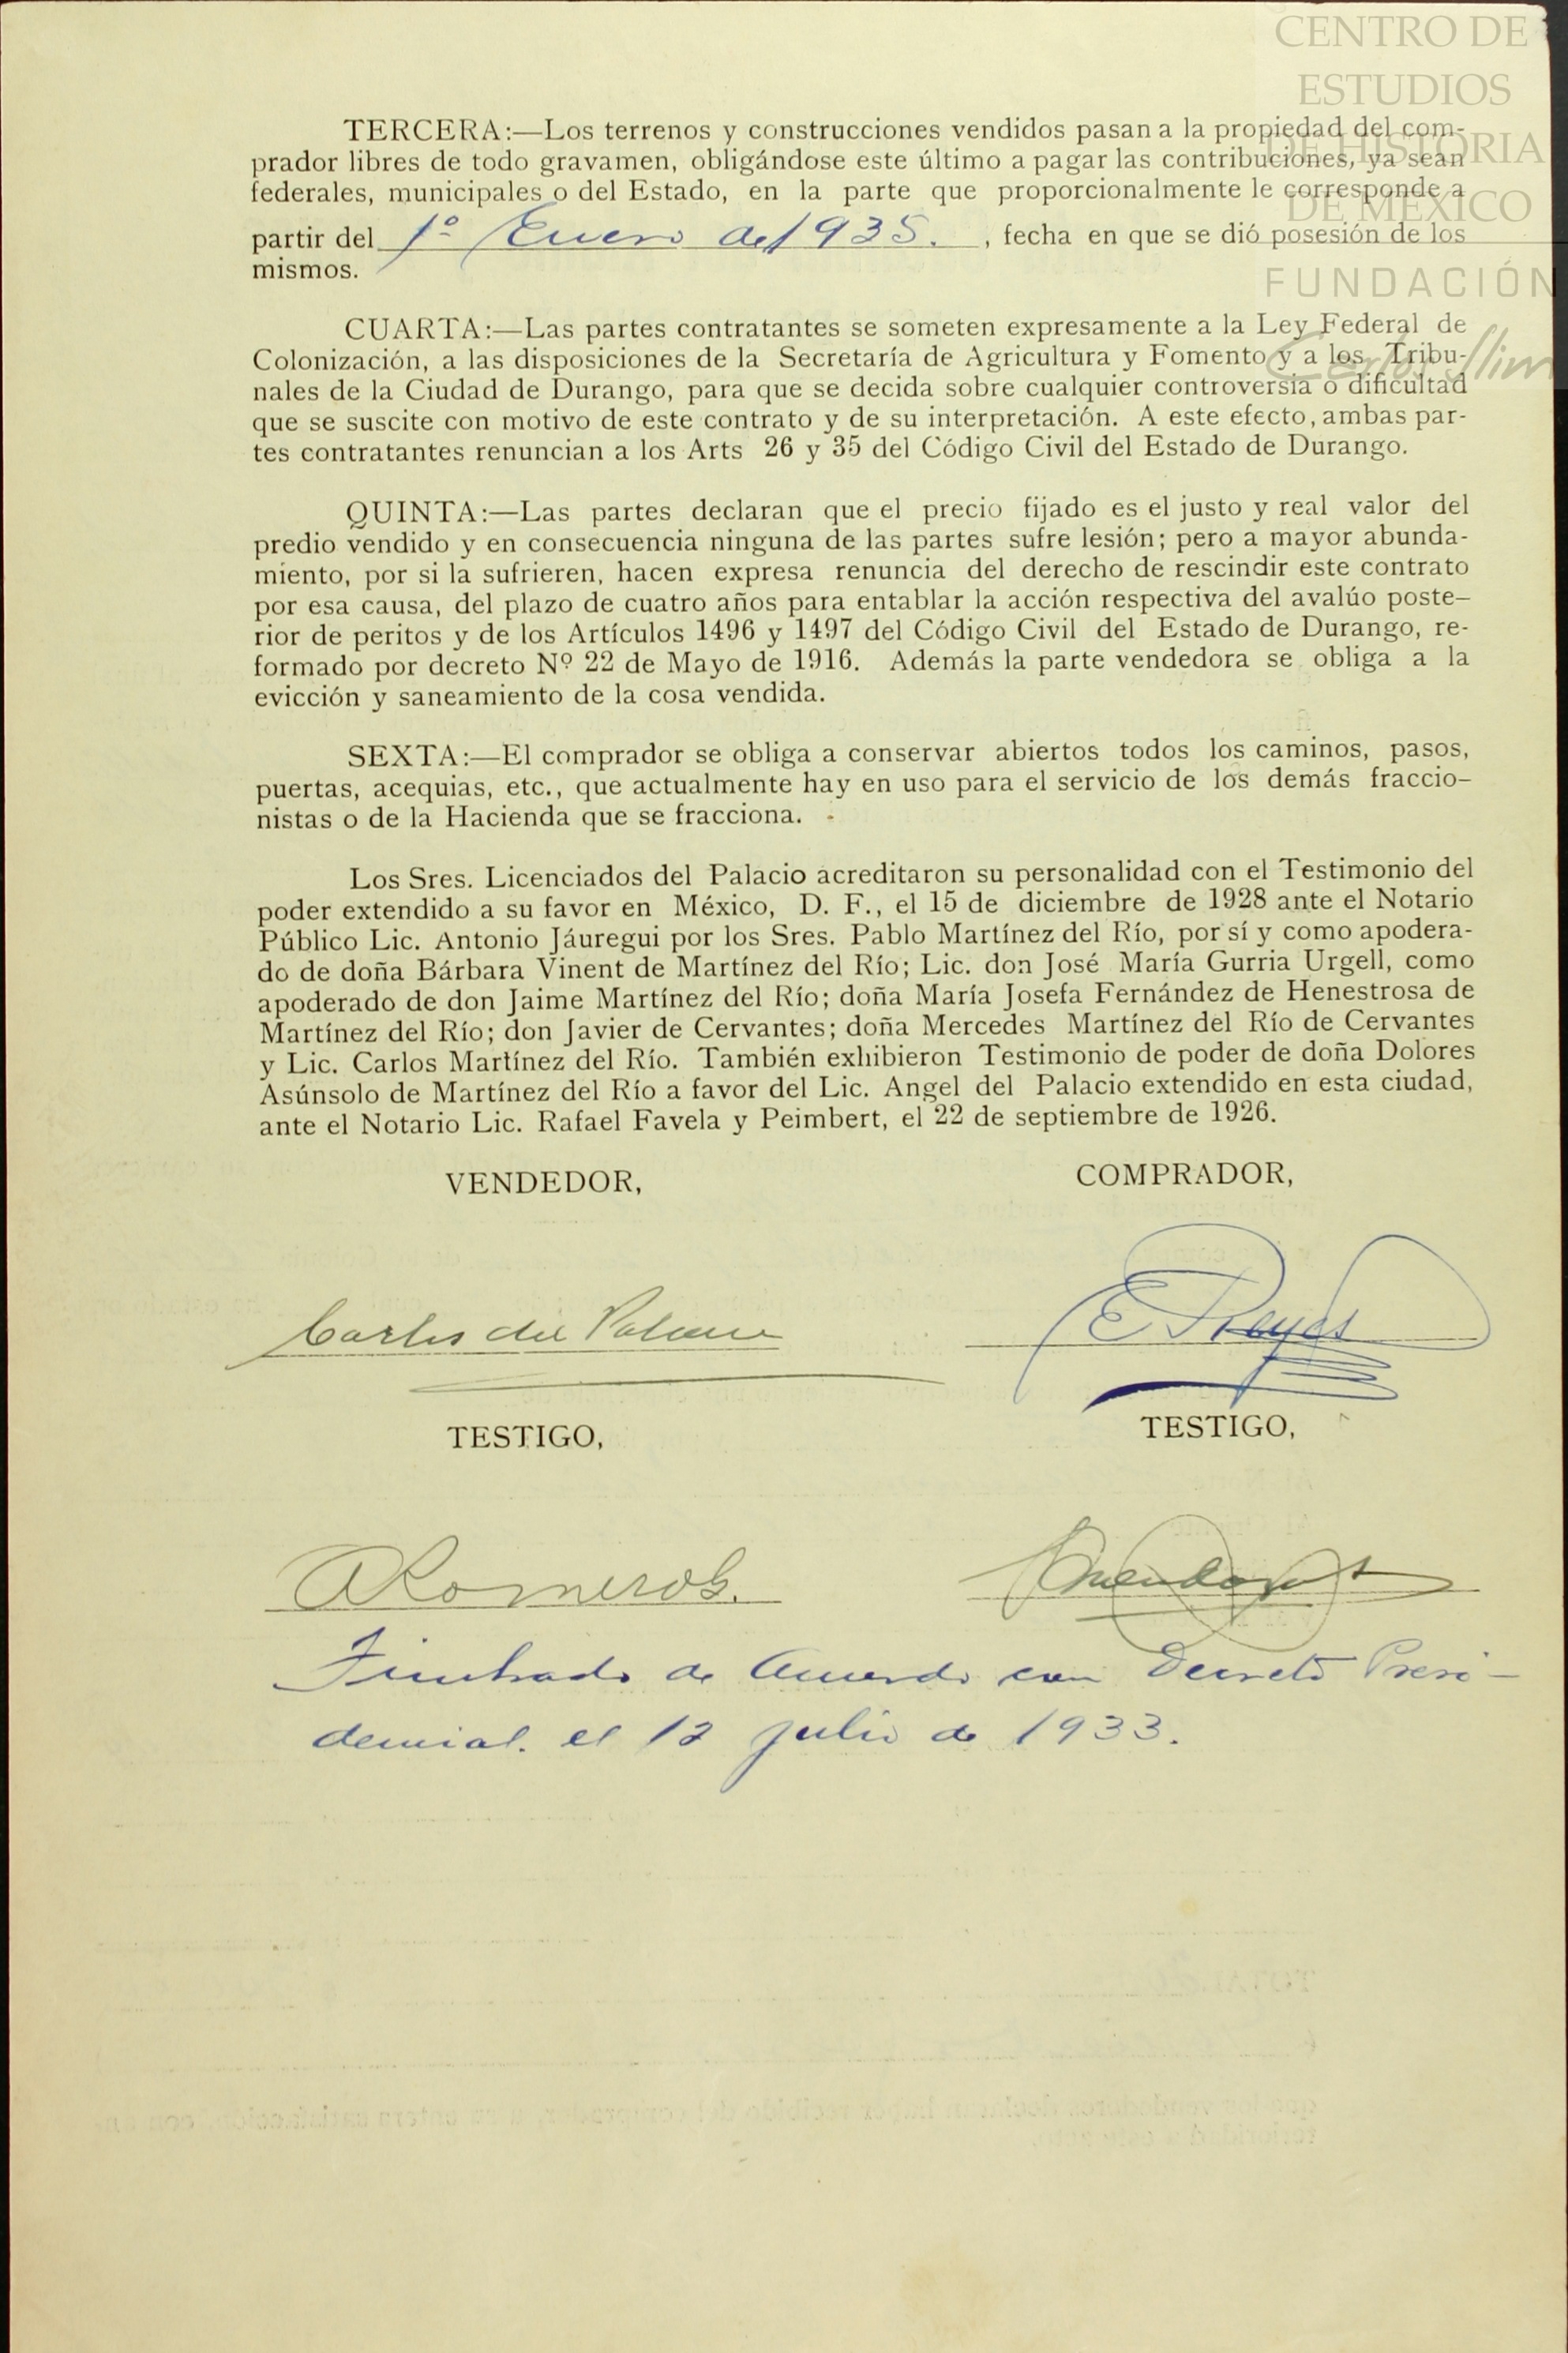 CENTRO DE
ESTUDIOS
DE HISTORIA
DE MÉXICO
FUNDACIÓN
Carlos Slim
TERCERA:—Los terrenos y construcciones vendidos pasan a la propiedad del com-
prador libres de todo gravamen, obligándose este último a pagar las contribuciones, ya sean
federales, municipales o del Estado, en la parte que proporcionalmente le corresponde a
partir del 1º Enero de 1935. , fecha en que se dió posesión de los
mismos.
CUARTA:—Las partes contratantes se someten expresamente a la Ley Federal de
Colonización, a las disposiciones de la Secretaría de Agricultura y Fomento y a los Tribu-
nales de la Ciudad de Durango, para que se decida sobre cualquier controversia o dificultad
que se suscite con motivo de este contrato y de su interpretación. A este efecto, ambas par-
tes contratantes renuncian a los Arts 26 y 35 del Código Civil del Estado de Durango.
QUINTA:—Las partes declaran que el precio fijado es el justo y real valor del
predio vendido y en consecuencia ninguna de las partes sufre lesión; pero a mayor abunda-
miento, por si la sufrieren, hacen expresa renuncia del derecho de rescindir este contrato
por esa causa, del plazo de cuatro años para entablar la acción respectiva del avalúo poste-
rior de peritos y de los Artículos 1496 y 1497 del Código Civil del Estado de Durango, re-
formado por decreto Nº 22 de Mayo de 1916. Además la parte vendedora se obliga a la
evicción y saneamiento de la cosa vendida.
SEXTA:—El comprador se obliga a conservar abiertos todos los caminos, pasos,
puertas, acequias, etc., que actualmente hay en uso para el servicio de los demás fraccio-
nistas o de la Hacienda que se fracciona.
Los Sres. Licenciados del Palacio acreditaron su personalidad con el Testimonio del
poder extendido a su favor en México, D. F., el 15 de diciembre de 1928 ante el Notario
Público Lic. Antonio Jáuregui por los Sres. Pablo Martínez del Río, por sí y como apodera-
do de doña Bárbara Vinent de Martínez del Río; Lic. don José María Gurria Urgell, como
apoderado de don Jaime Martínez del Río; doña María Josefa Fernández de Henestrosa de
Martínez del Río; don Javier de Cervantes; doña Mercedes Martínez del Río de Cervantes
y Lic. Carlos Martínez del Río. También exhibieron Testimonio de poder de doña Dolores
Asúnsolo de Martínez del Río a favor del Lic. Angel del Palacio extendido en esta ciudad,
ante el Notario Lic. Rafael Favela y Peimbert, el 22 de septiembre de 1926.
VENDEDOR,
COMPRADOR,
Carlos del Palacio
E Reyes
TESTIGO,
TESTIGO,
ARomeroG.
Timbrado de Acuerdo con Decreto Presi-
dencial. el 12 julio de 1933.